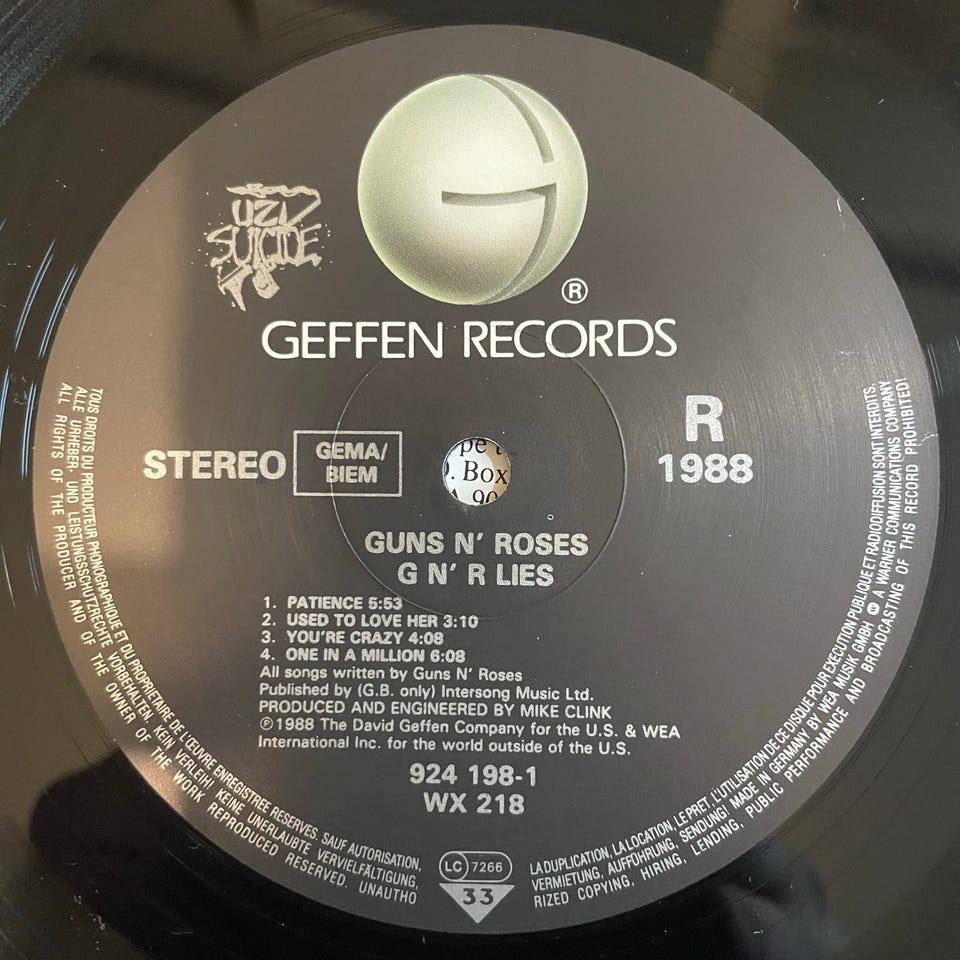 UZI
SUICIDE
®
GEFFEN RECORDS
R
1988
STEREO
GEMA/
BIEM
pe
. Box
A 90
GUNS N' ROSES
G N' R LIES
1. PATIENCE 5:53
2. USED TO LOVE HER 3:10
3. YOU'RE CRAZY 4:08
4. ONE IN A MILLION 6:08
All songs written by Guns N' Roses
Published by (G.B. only) Intersong Music Ltd.
PRODUCED AND ENGINEERED BY MIKE CLINK
℗1988 The David Geffen Company for the U.S. & WEA
International Inc. for the world outside of the U.S.
924 198-1
WX 218
LC 7266
33
TOUS DROITS DU PRODUCTEUR PHONOGRAPHIQUE ET DU PROPRIETAIRE DE L'ŒUVRE ENREGISTREE RESERVES. SAUF AUTORISATION, LA DUPLICATION, LA LOCATION, LE PRET, L'UTILISATION DE CE DISQUE POUR EXECUTION PUBLIQUE ET RADIODIFFUSION SONT INTERDITS.
ALLE URHEBER- UND LEISTUNGSSCHUTZRECHTE VORBEHALTEN. KEIN VERLEIH! KEINE UNERLAUBTE VERVIELFÄLTIGUNG, VERMIETUNG, AUFFÜHRUNG, SENDUNG! MADE IN GERMANY BY WEA MUSIK GMBH A WARNER COMMUNICATIONS COMPANY
ALL RIGHTS OF THE PRODUCER AND OF THE OWNER OF THE WORK REPRODUCED RESERVED. UNAUTHORIZED COPYING, HIRING, LENDING, PUBLIC PERFORMANCE AND BROADCASTING OF THIS RECORD PROHIBITED!